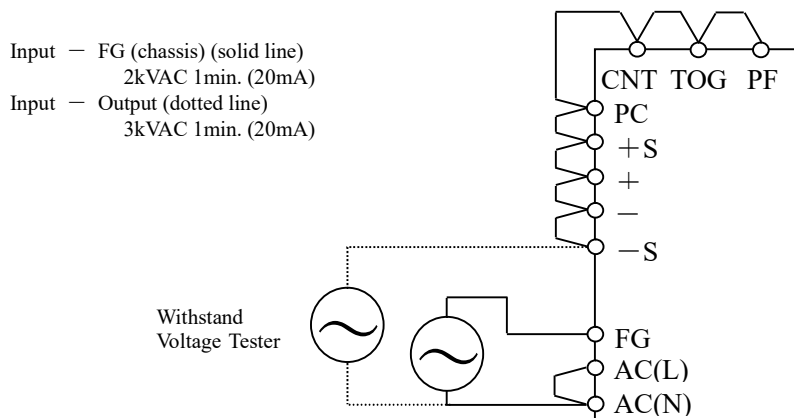 Input － FG (chassis) (solid line)
2kVAC 1min. (20mA)
Input － Output (dotted line)
3kVAC 1min. (20mA)
CNT TOG PF
PC
＋S
＋
－
－S
Withstand
Voltage Tester
FG
AC(L)
AC(N)